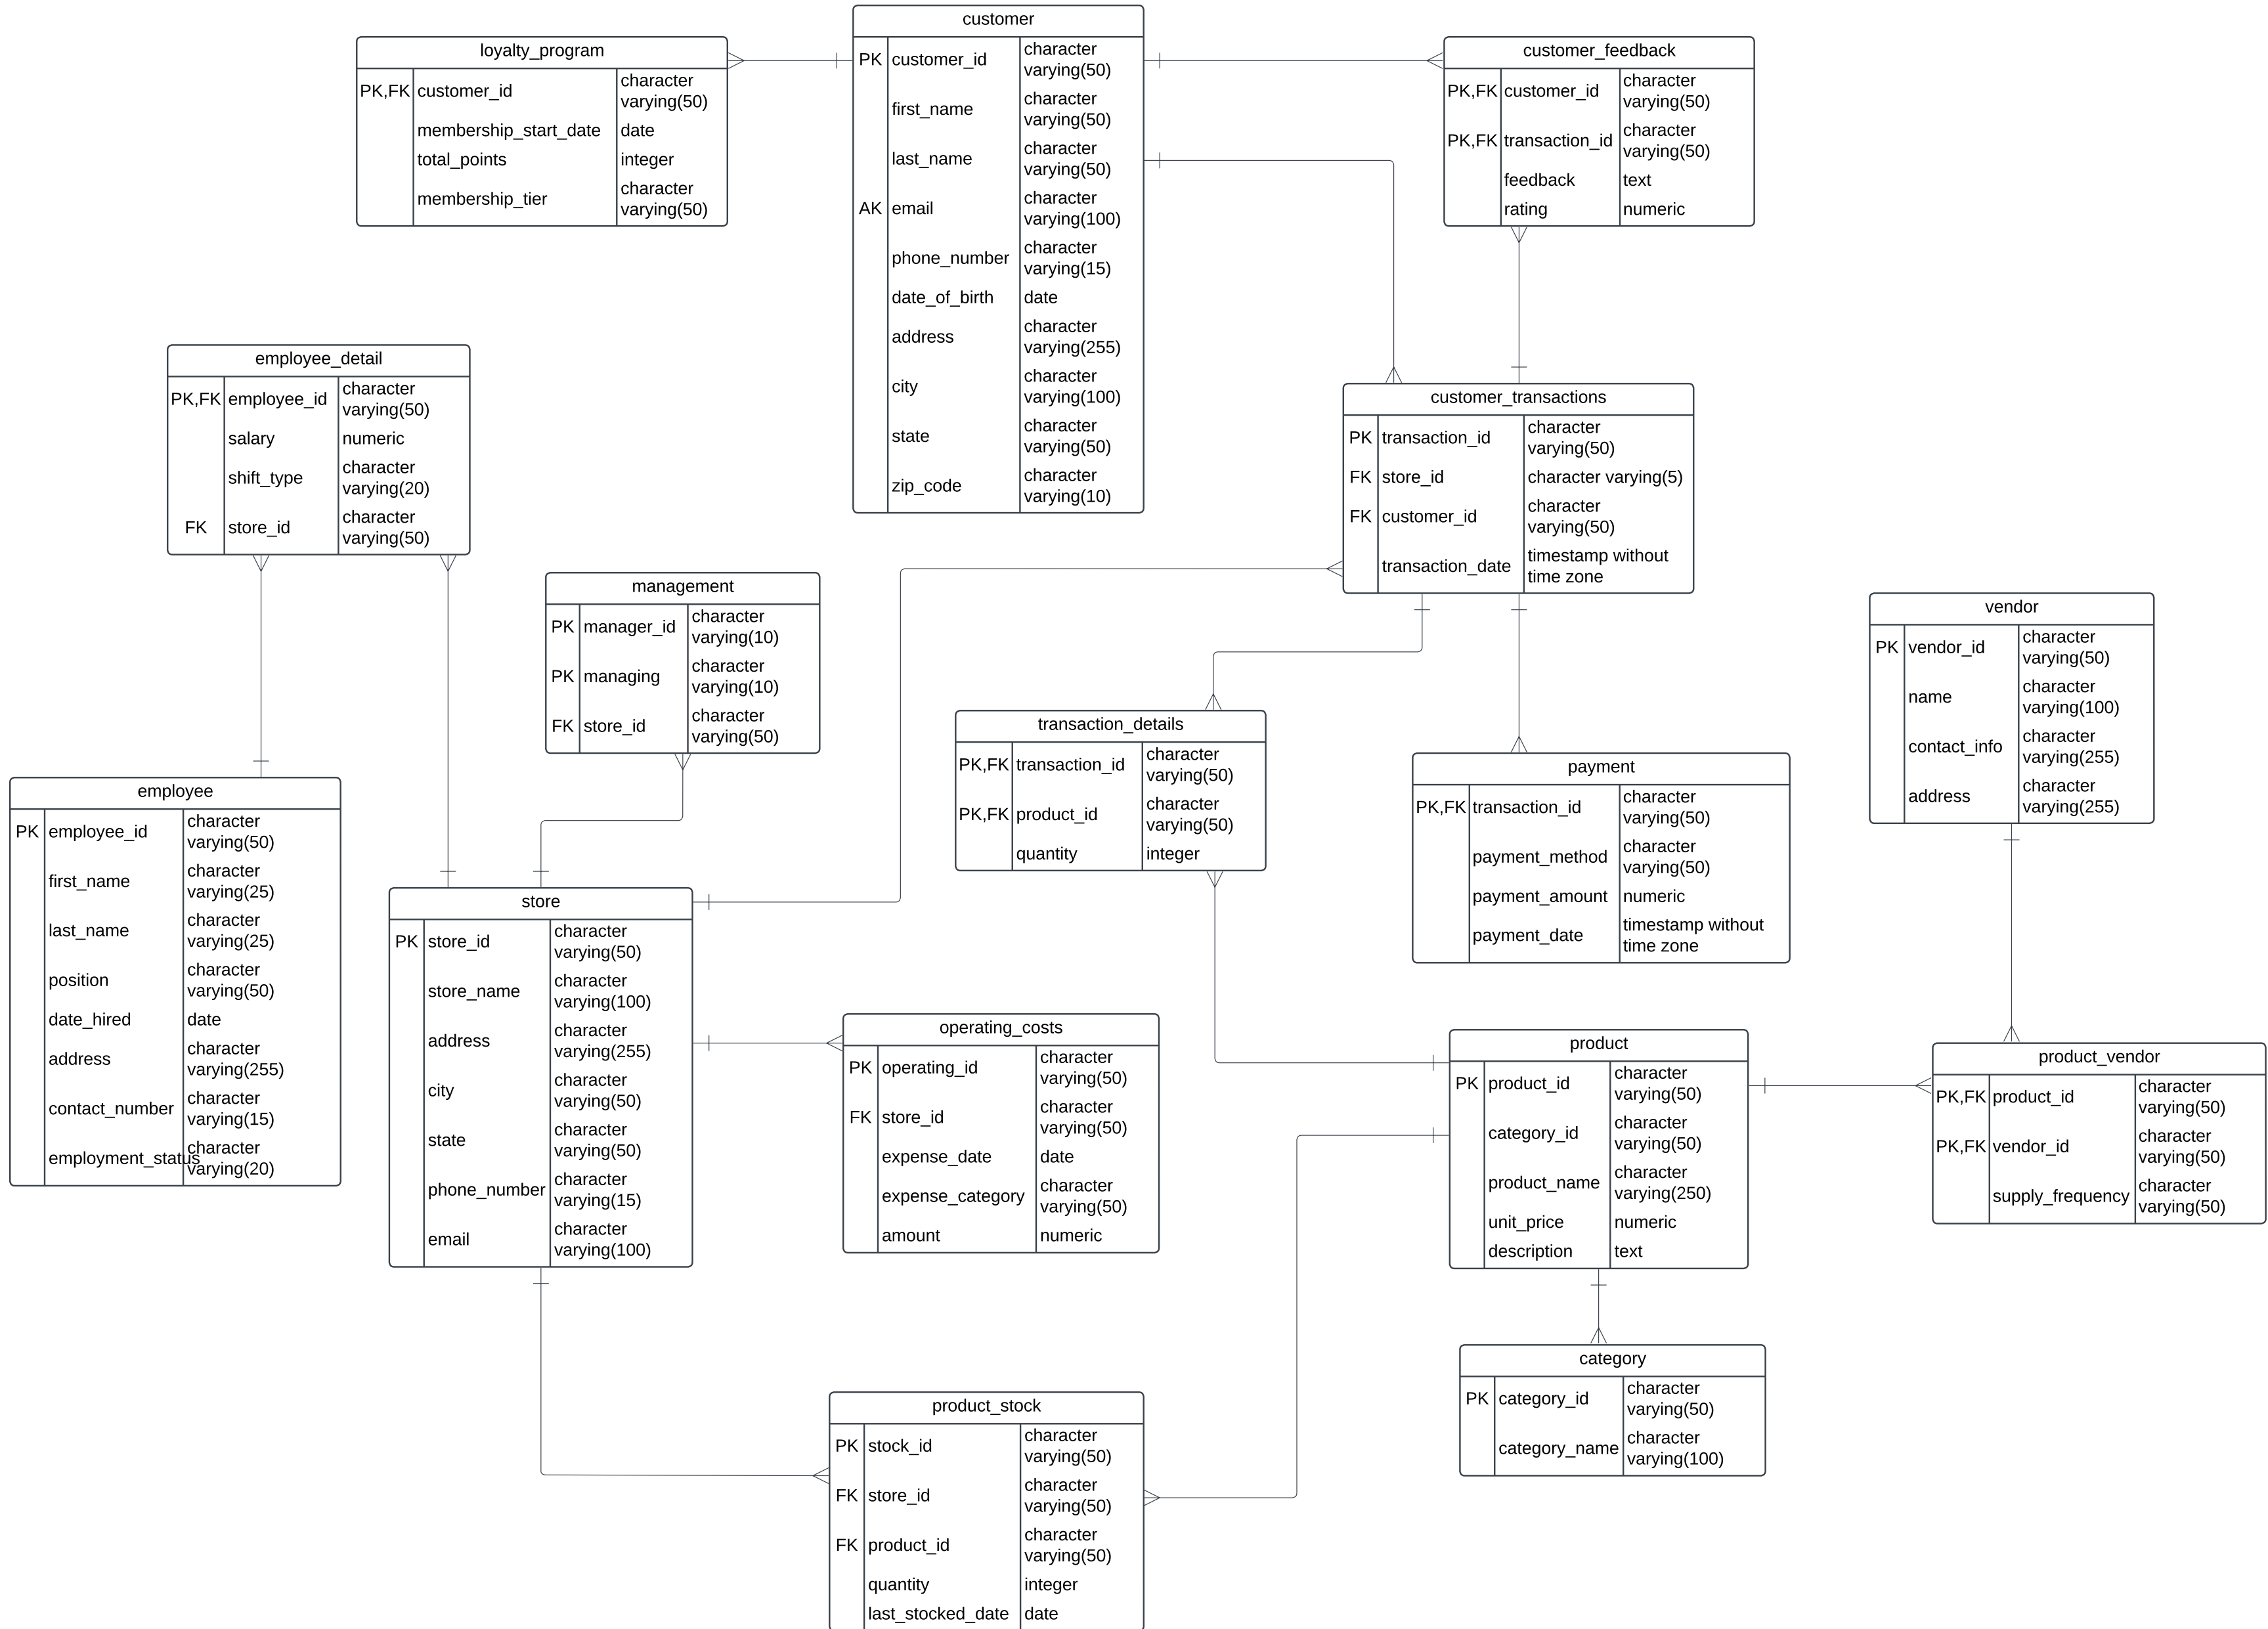 customer
PK customer_id character
varying(50)
first_name character
varying(50)
last_name character
varying(50)
AK email character
varying(100)
phone_number character
varying(15)
date_of_birth date
address character
varying(255)
city character
varying(100)
state character
varying(50)
zip_code character
varying(10)
loyalty_program
PK,FK customer_id character
varying(50)
membership_start_date date
total_points integer
membership_tier character
varying(50)
customer_feedback
PK,FK customer_id character
varying(50)
PK,FK transaction_id character
varying(50)
feedback text
rating numeric
employee_detail
PK,FK employee_id character
varying(50)
salary numeric
shift_type character
varying(20)
FK store_id character
varying(50)
customer_transactions
PK transaction_id character
varying(50)
FK store_id character varying(5)
FK customer_id character
varying(50)
transaction_date timestamp without
time zone
management
PK manager_id character
varying(10)
PK managing character
varying(10)
FK store_id character
varying(50)
vendor
PK vendor_id character
varying(50)
name character
varying(100)
contact_info character
varying(255)
address character
varying(255)
transaction_details
PK,FK transaction_id character
varying(50)
PK,FK product_id character
varying(50)
quantity integer
payment
PK,FK transaction_id character
varying(50)
payment_method character
varying(50)
payment_amount numeric
payment_date timestamp without
time zone
employee
PK employee_id character
varying(50)
first_name character
varying(25)
last_name character
varying(25)
position character
varying(50)
date_hired date
address character
varying(255)
contact_number character
varying(15)
employment_status character
varying(20)
store
PK store_id character
varying(50)
store_name character
varying(100)
address character
varying(255)
city character
varying(50)
state character
varying(50)
phone_number character
varying(15)
email character
varying(100)
operating_costs
PK operating_id character
varying(50)
FK store_id character
varying(50)
expense_date date
expense_category character
varying(50)
amount numeric
product
PK product_id character
varying(50)
category_id character
varying(50)
product_name character
varying(250)
unit_price numeric
description text
product_vendor
PK,FK product_id character
varying(50)
PK,FK vendor_id character
varying(50)
supply_frequency character
varying(50)
category
PK category_id character
varying(50)
category_name character
varying(100)
product_stock
PK stock_id character
varying(50)
FK store_id character
varying(50)
FK product_id character
varying(50)
quantity integer
last_stocked_date date